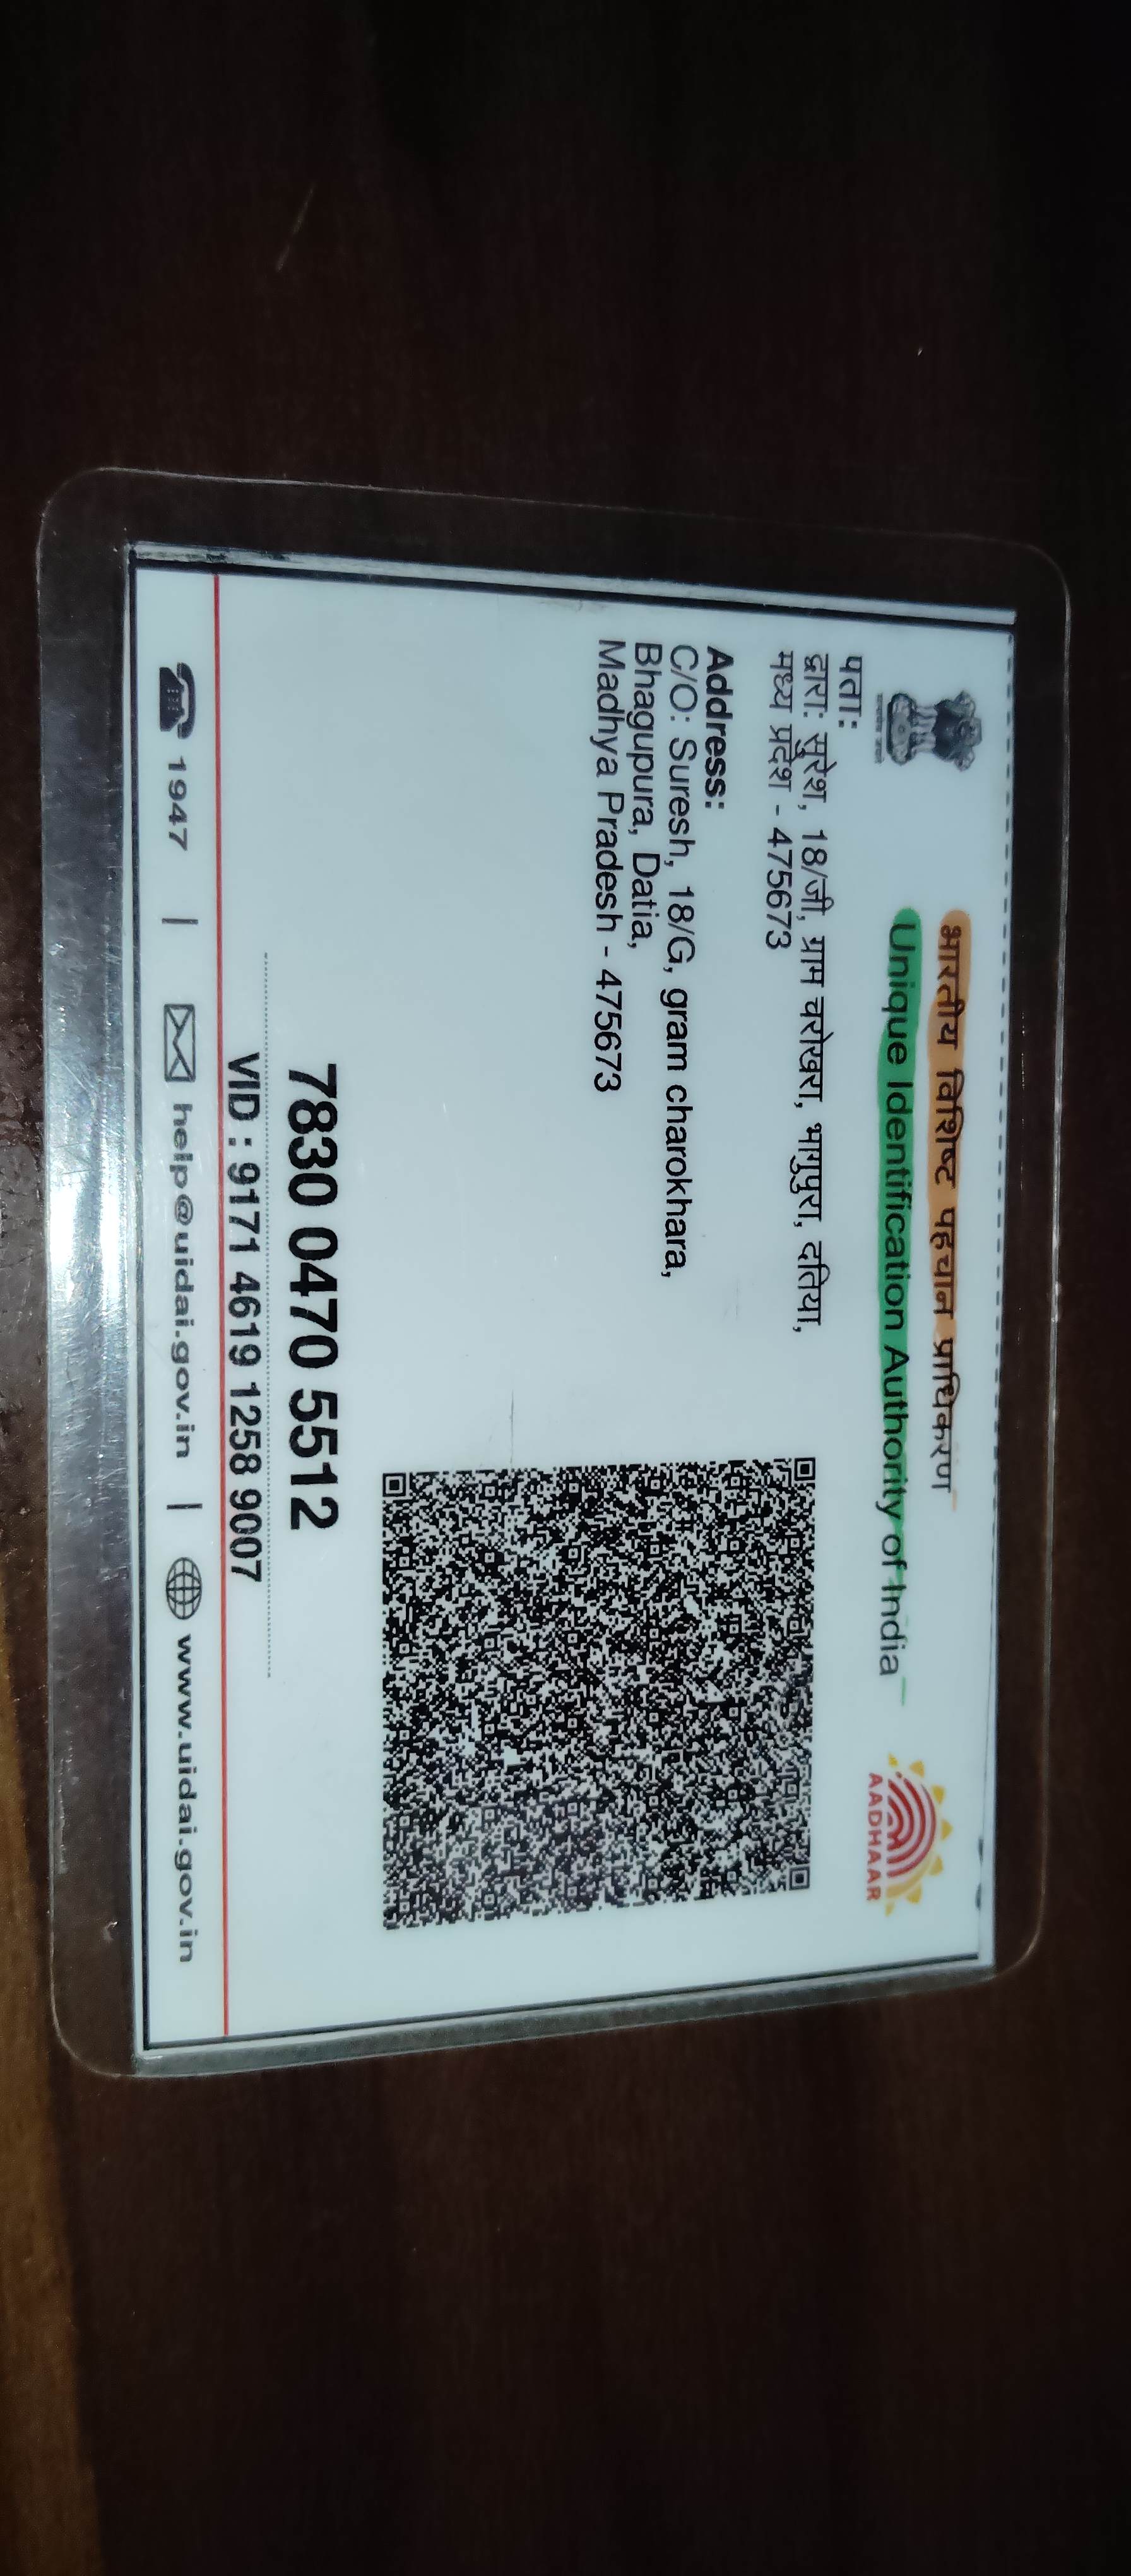 भारतीय विशिष्ट पहचान प्राधिकरण
Unique Identification Authority of India
AADHAAR
पता:
द्वारा: सुरेश, 18/जी, ग्राम चरोखरा, भागुपुरा, दतिया,
मध्य प्रदेश - 475673
Address:
C/O: Suresh, 18/G, gram charokhara,
Bhagupura, Datia,
Madhya Pradesh - 475673
7830 0470 5512
VID : 9171 4619 1258 9007
1947 | help@uidai.gov.in | www.uidai.gov.in